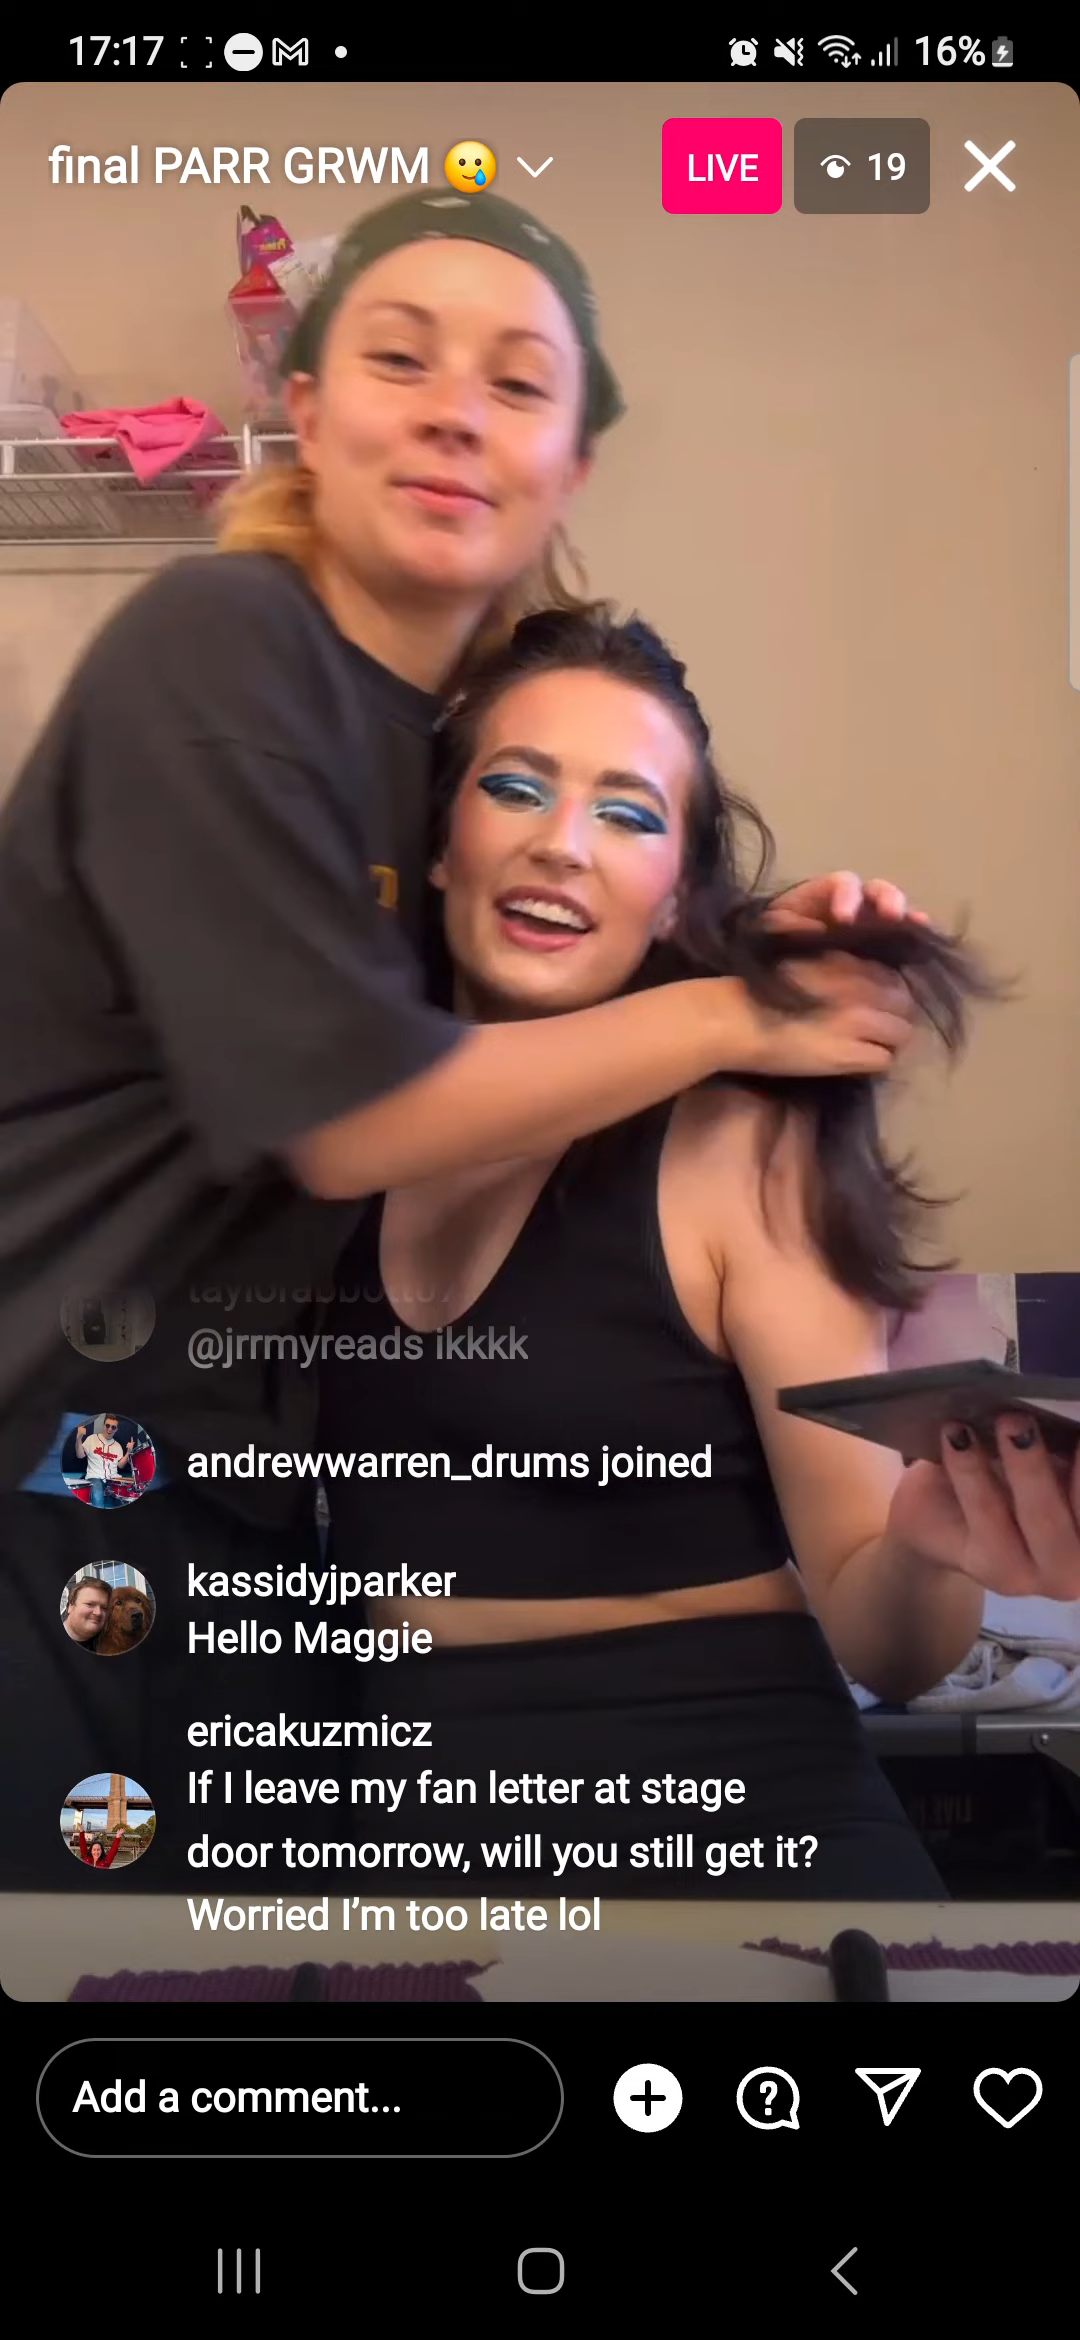 17:17
16%
final PARR GRWM 🥲
LIVE
19
@jrrmyreads ikkkk
andrewwarren_drums joined
kassidyjparker
Hello Maggie
ericakuzmicz
If I leave my fan letter at stage
door tomorrow, will you still get it?
Worried I’m too late lol
Add a comment...